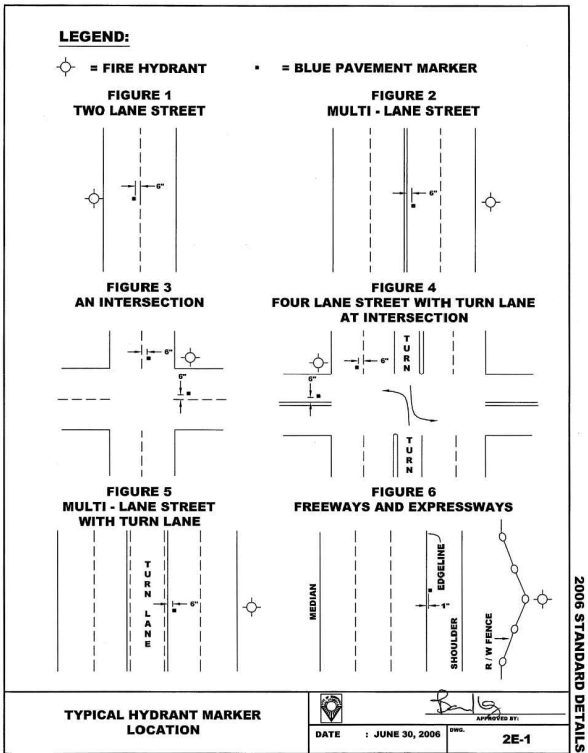 LEGEND:
= FIRE HYDRANT
= BLUE PAVEMENT MARKER
FIGURE 1
TWO LANE STREET
6"
FIGURE 2
MULTI - LANE STREET
6"
FIGURE 3
AN INTERSECTION
6"
6"
FIGURE 4
FOUR LANE STREET WITH TURN LANE
AT INTERSECTION
TURN
6"
6"
TURN
FIGURE 5
MULTI - LANE STREET
WITH TURN LANE
TURN LANE
6"
FIGURE 6
FREEWAYS AND EXPRESSWAYS
MEDIAN
EDGELINE
1"
SHOULDER
R / W FENCE
2006 STANDARD DETAILS
TYPICAL HYDRANT MARKER
LOCATION
APPROVED BY:
DATE : JUNE 30, 2006
DWG.
2E-1